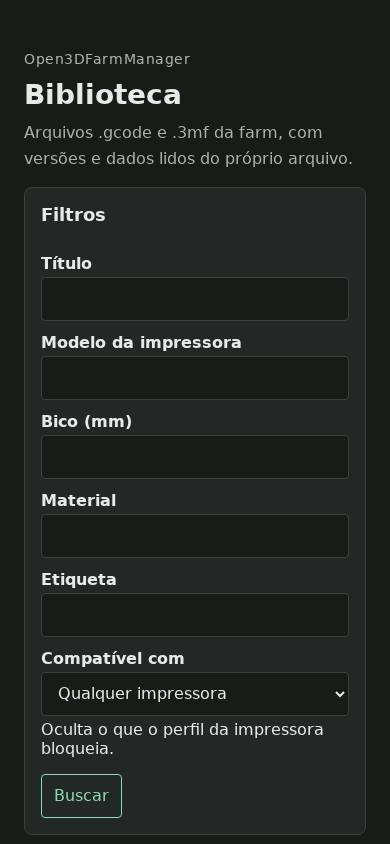 Open3DFarmManager
Biblioteca
Arquivos .gcode e .3mf da farm, com
versões e dados lidos do próprio arquivo.
Filtros
Título
Modelo da impressora
Bico (mm)
Material
Etiqueta
Compatível com
Qualquer impressora
Oculta o que o perfil da impressora
bloqueia.
Buscar